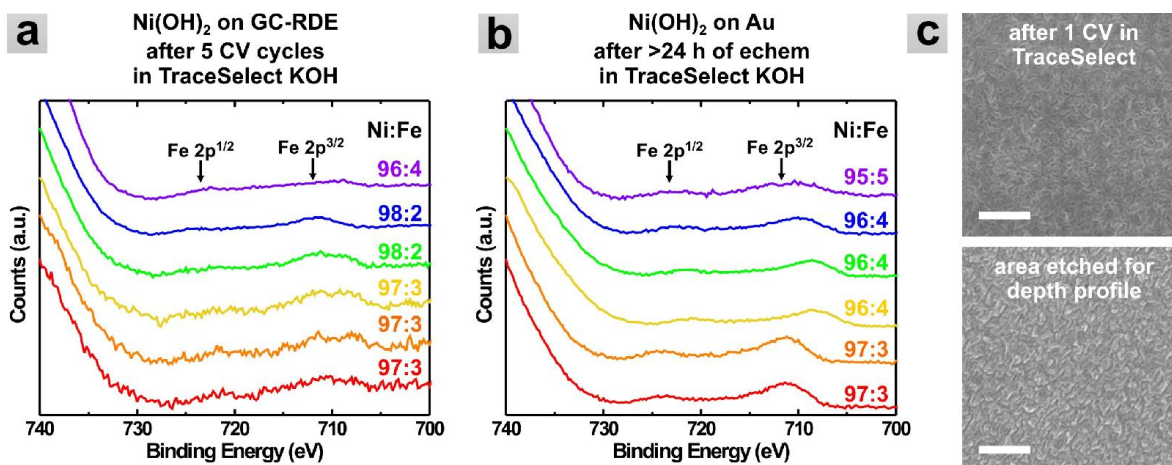 a
Ni(OH)2 on GC-RDE
after 5 CV cycles
in TraceSelect KOH
Ni:Fe
Fe 2p1/2
Fe 2p3/2
96:4
98:2
98:2
97:3
97:3
97:3
Counts (a.u.)
740
730
720
710
700
Binding Energy (eV)
b
Ni(OH)2 on Au
after >24 h of echem
in TraceSelect KOH
Ni:Fe
Fe 2p1/2
Fe 2p3/2
95:5
96:4
96:4
96:4
97:3
97:3
Counts (a.u.)
740
730
720
710
700
Binding Energy (eV)
c
after 1 CV in
TraceSelect
area etched for
depth profile